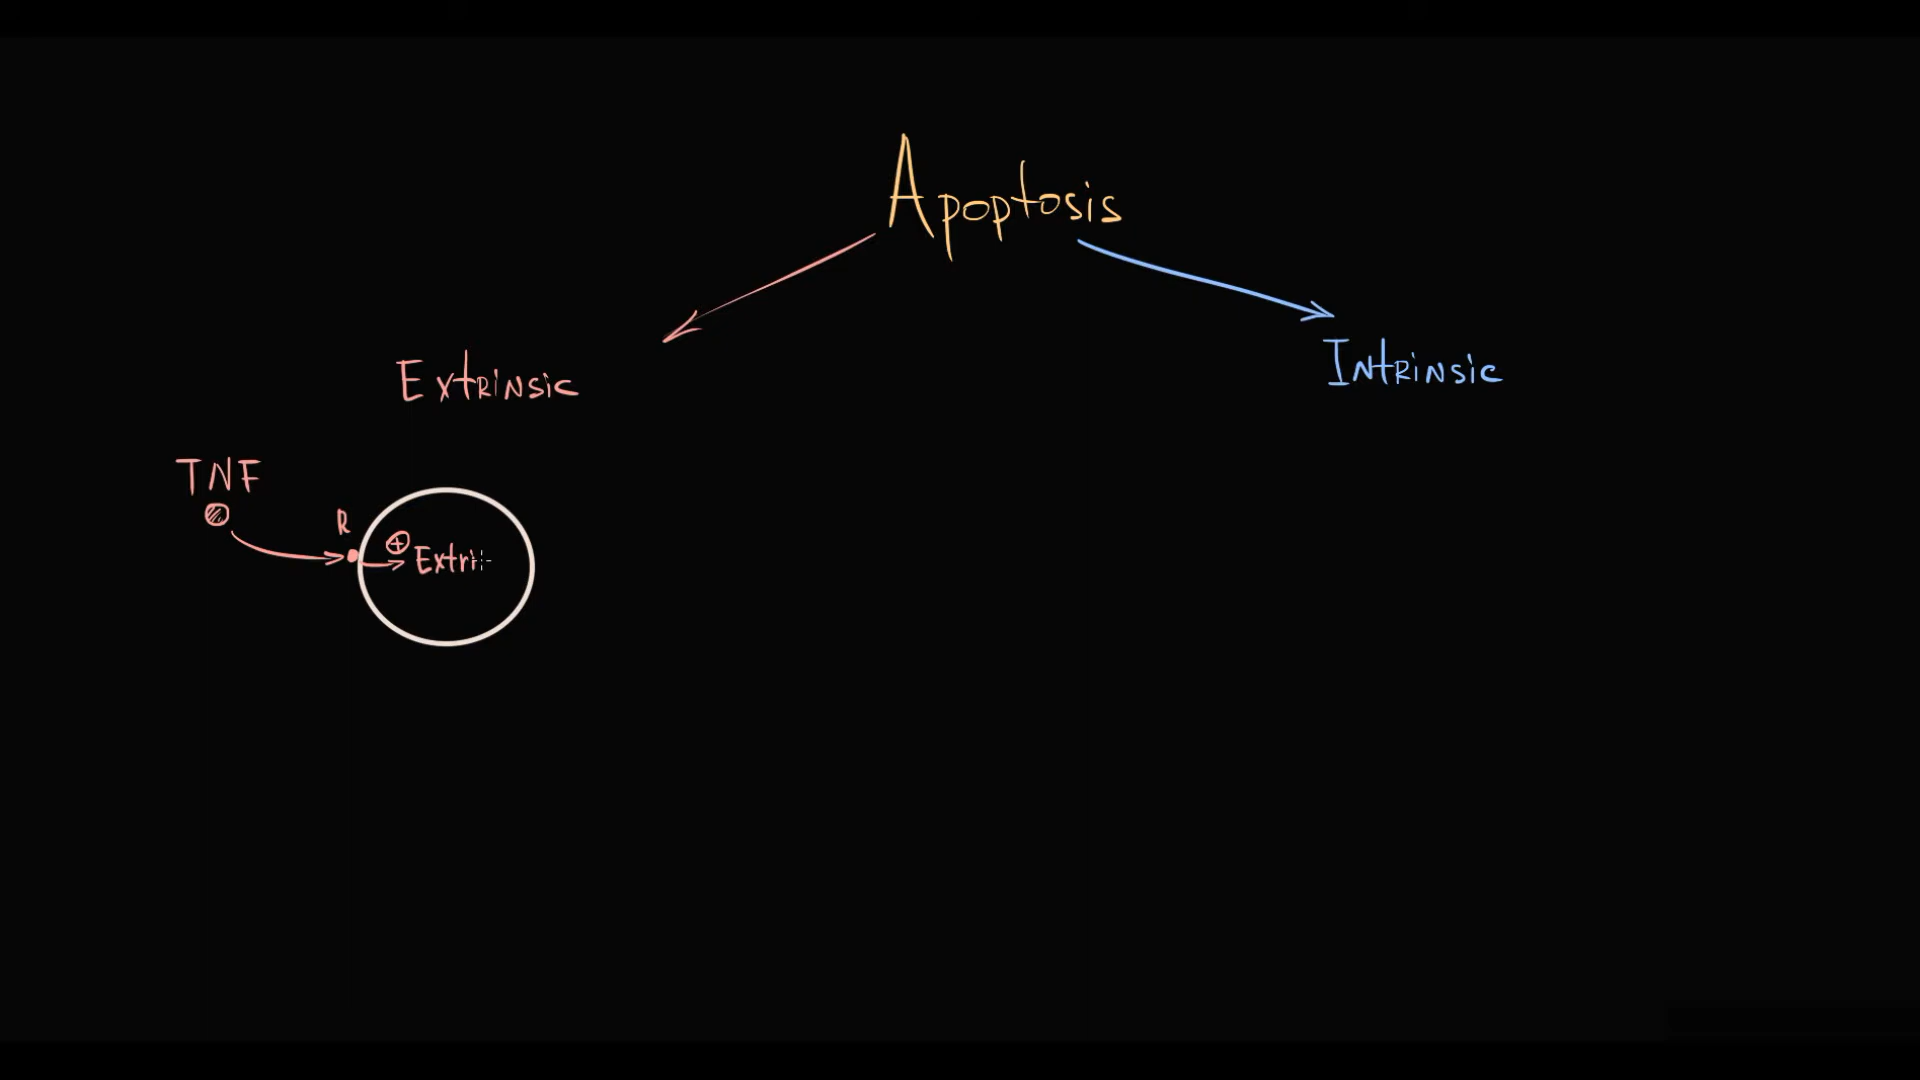 Apoptosis
Extrinsic
Intrinsic
TNF
R
+
Extri